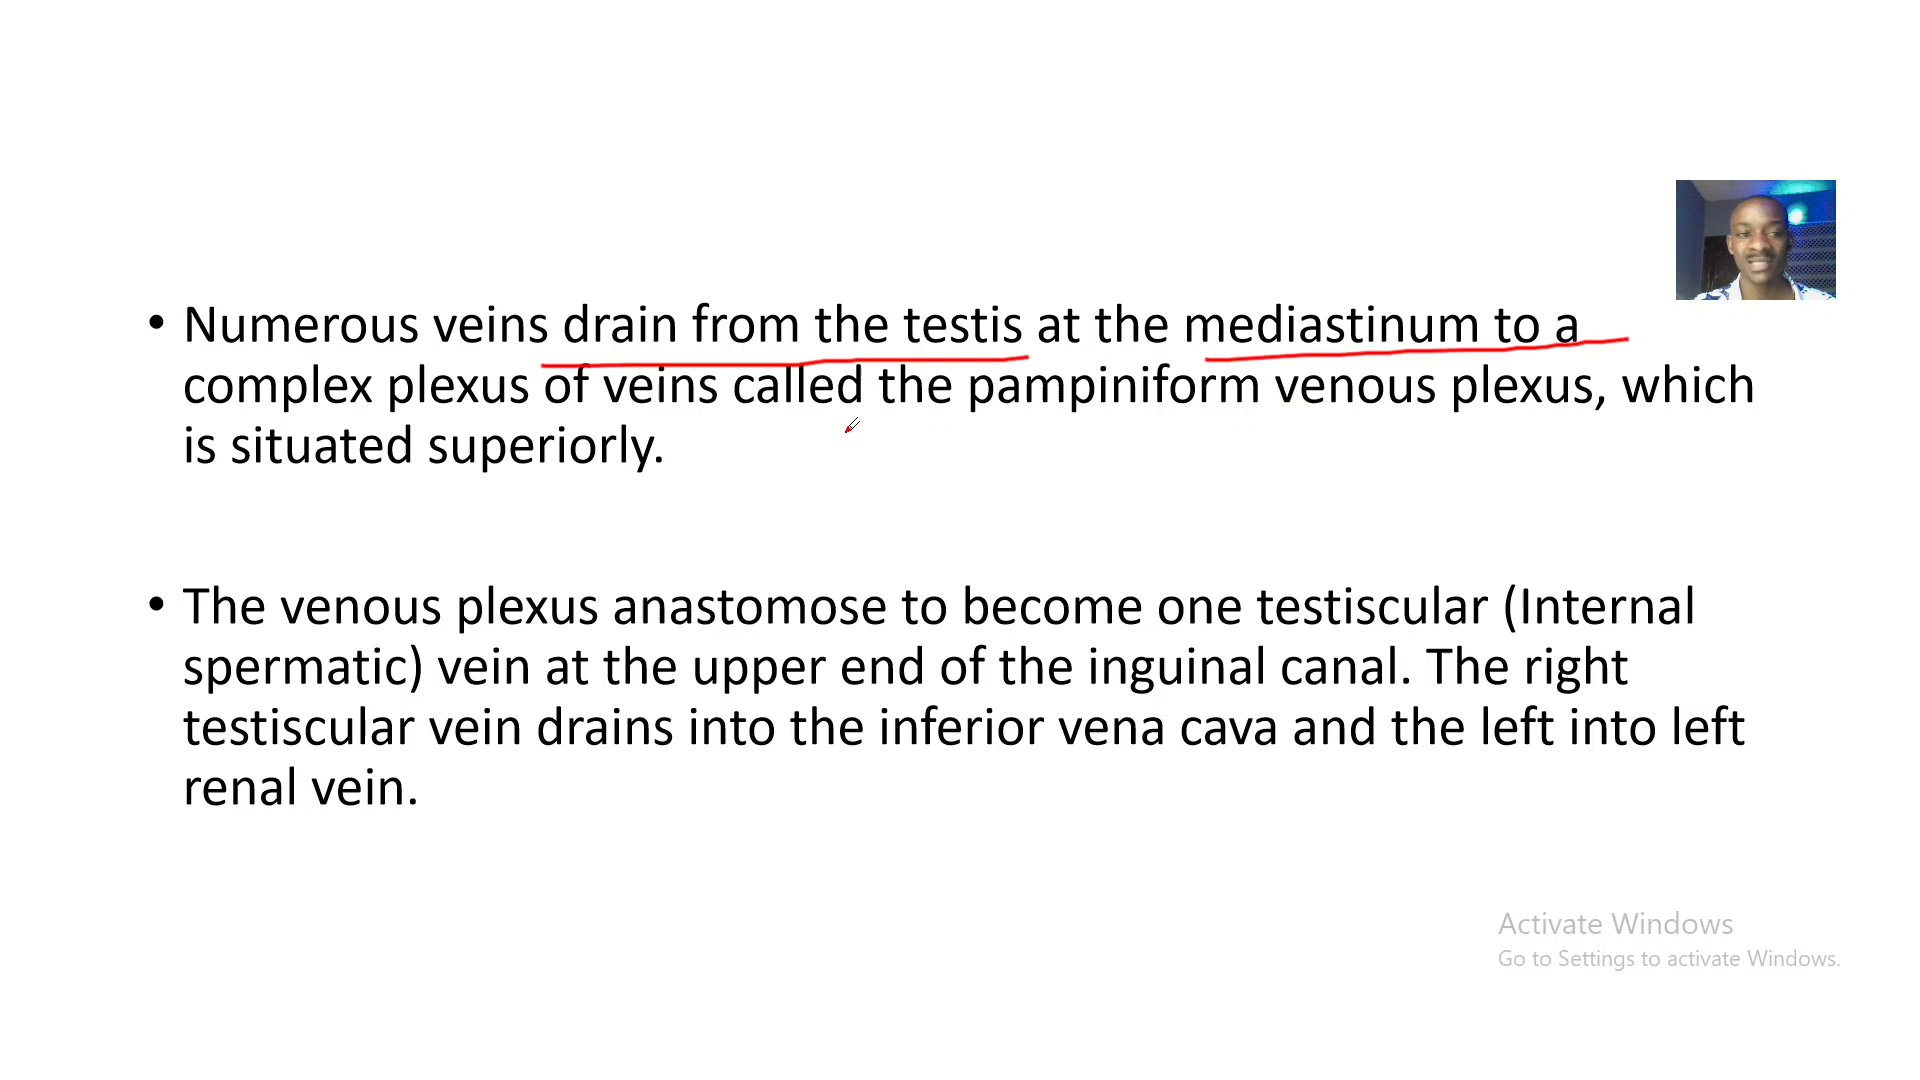 • Numerous veins drain from the testis at the mediastinum to a
complex plexus of veins called the pampiniform venous plexus, which
is situated superiorly.
• The venous plexus anastomose to become one testiscular (Internal
spermatic) vein at the upper end of the inguinal canal. The right
testiscular vein drains into the inferior vena cava and the left into left
renal vein.
Activate Windows
Go to Settings to activate Windows.